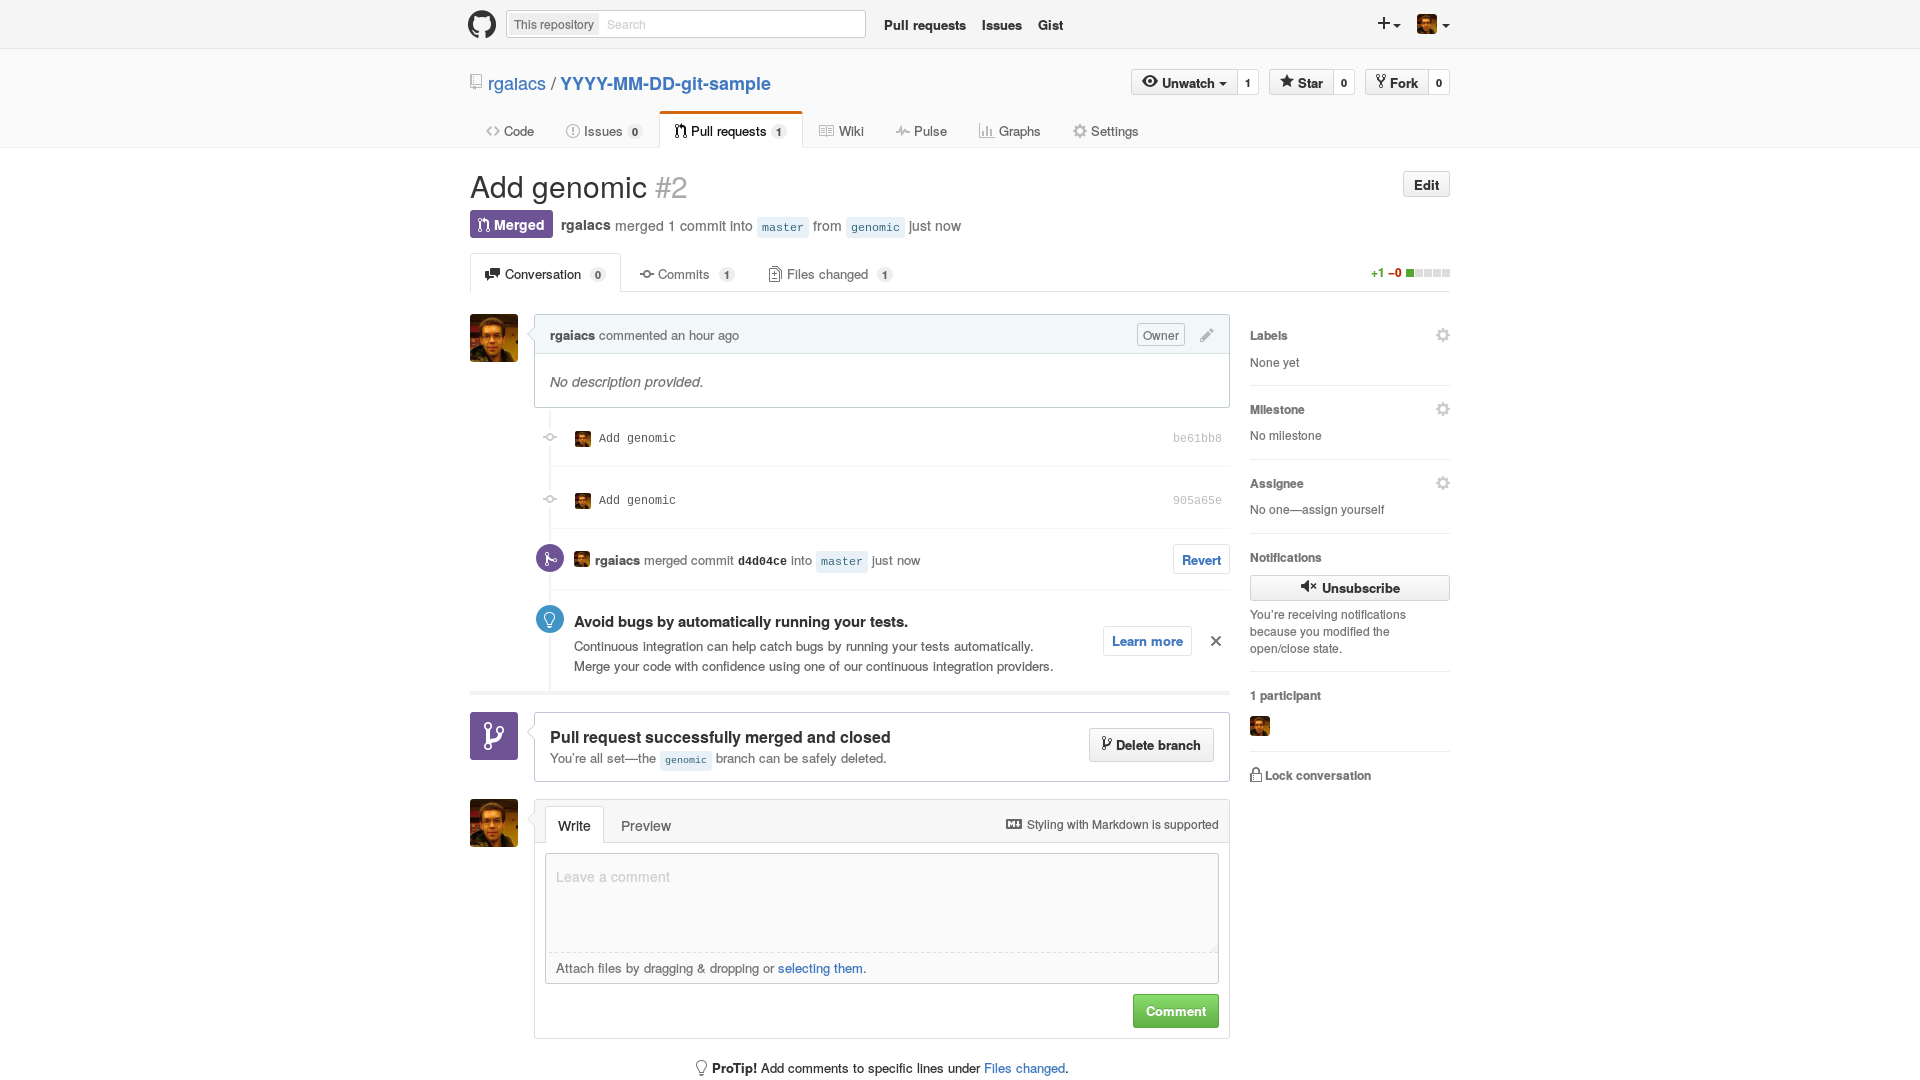 This repository Search Pull requests Issues Gist
rgaiacs / YYYY-MM-DD-git-sample Unwatch 1 Star 0 Fork 0
Code Issues 0 Pull requests 1 Wiki Pulse Graphs Settings
Add genomic #2 Edit
Merged rgaiacs merged 1 commit into master from genomic just now
Conversation 0 Commits 1 Files changed 1 +1 −0
rgaiacs commented an hour ago Owner
No description provided.
Add genomic be61bb8
Add genomic 905a65e
rgaiacs merged commit d4d04ce into master just now Revert
Avoid bugs by automatically running your tests.
Continuous integration can help catch bugs by running your tests automatically.
Merge your code with confidence using one of our continuous integration providers.
Learn more
Pull request successfully merged and closed
You're all set—the genomic branch can be safely deleted.
Delete branch
Write Preview Styling with Markdown is supported
Leave a comment
Attach files by dragging & dropping or selecting them.
Comment
ProTip! Add comments to specific lines under Files changed.
Labels
None yet
Milestone
No milestone
Assignee
No one—assign yourself
Notifications
Unsubscribe
You're receiving notifications
because you modified the
open/close state.
1 participant
Lock conversation